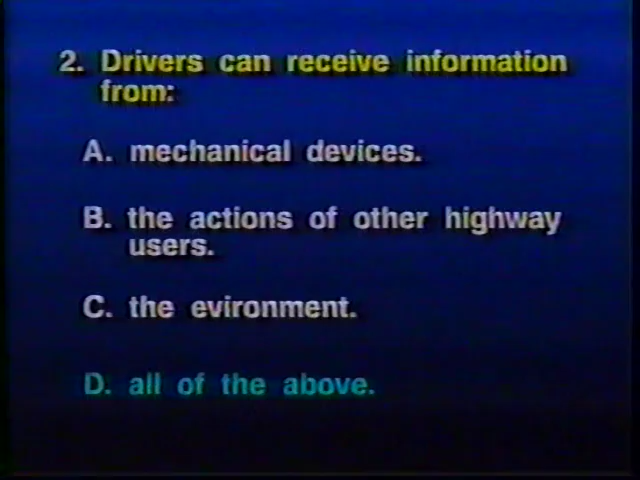 2. Drivers can receive information
from:
A. mechanical devices.
B. the actions of other highway
users.
C. the evironment.
D. all of the above.